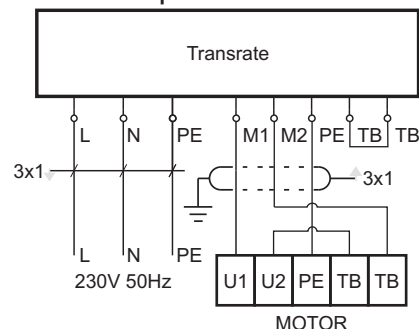 Transrate
L N PE M1 M2 PE TB TB
3x1 3x1
L N PE
230V 50Hz
U1 U2 PE TB TB
MOTOR